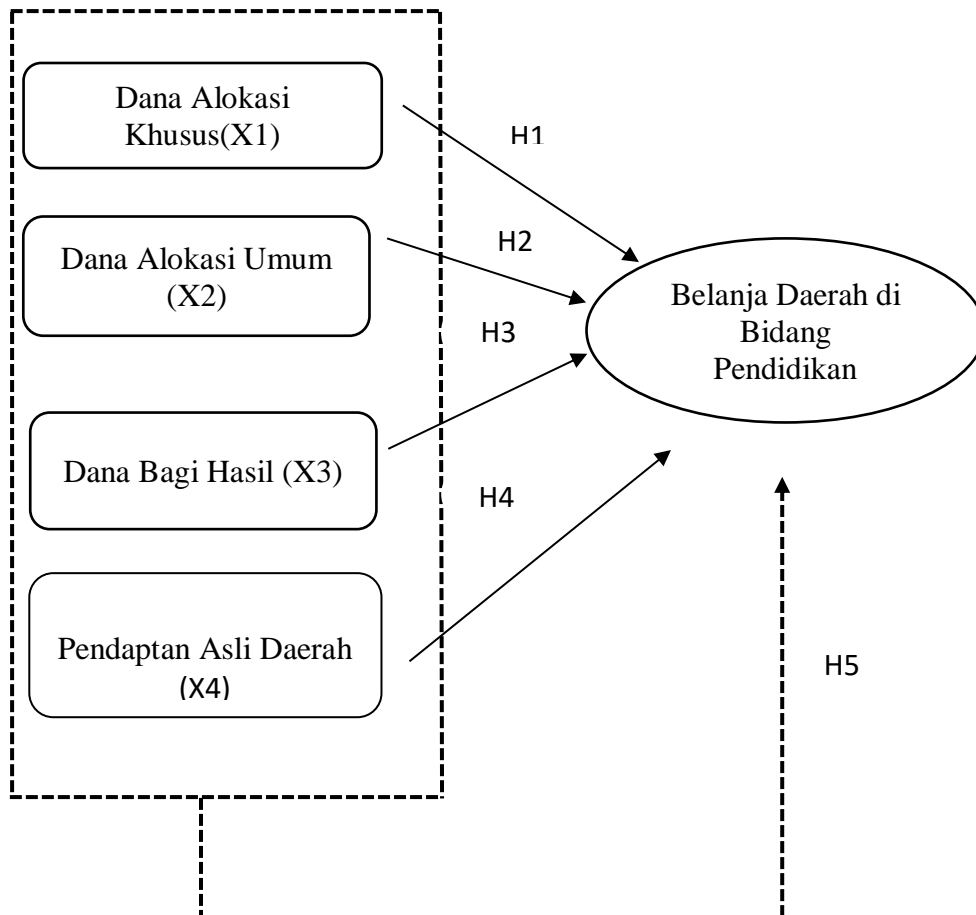 Dana Alokasi
Khusus(X1)
H1
Dana Alokasi Umum
(X2)
H2
Belanja Daerah di
Bidang
Pendidikan
H3
Dana Bagi Hasil (X3)
H4
Pendaptan Asli Daerah
(X4)
H5